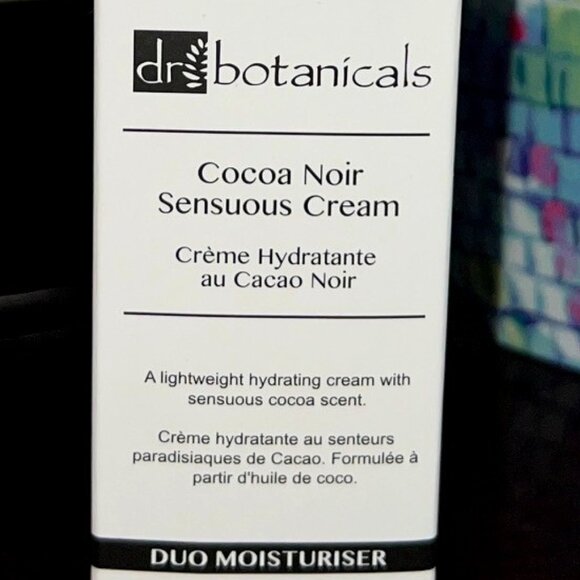 dr botanicals
Cocoa Noir
Sensuous Cream
Crème Hydratante
au Cacao Noir
A lightweight hydrating cream with
sensuous cocoa scent.
Crème hydratante au senteurs
paradisiaques de Cacao. Formulée à
partir d'huile de coco.
DUO MOISTURISER